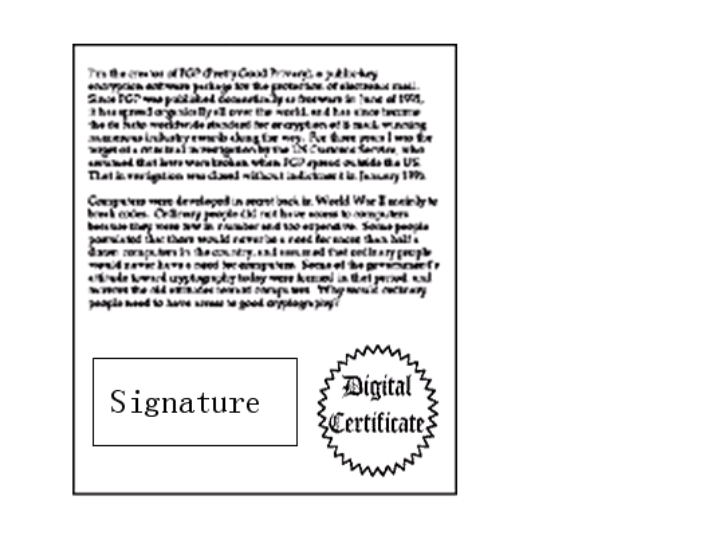 I'm the creator of PGP (Pretty Good Privacy), a public-key
encryption software package for the protection of electronic mail.
Since PGP was published domestically as freeware in June of 1991,
it has spread organically all over the world, and has since become
the de facto worldwide standard for encryption of E-mail, winning
numerous industry awards along the way. For three years I was the
target of a criminal investigation by the US Customs Service, who
assumed that laws were broken when PGP spread outside the US.
That investigation was closed without indictment in January 1996.
Computers were developed in secret back in World War II mainly to
break codes. Ordinary people did not have access to computers
because they were few in number and too expensive. Some people
postulated that there would never be a need for more than half a
dozen computers in the country, and assumed that ordinary people
would never have a need for computers. Some of the government's
attitude toward cryptography today were formed in that period, and
mirrors the old attitudes toward computers. Why would ordinary
people need to have access to good cryptography?
Signature
Digital
Certificate